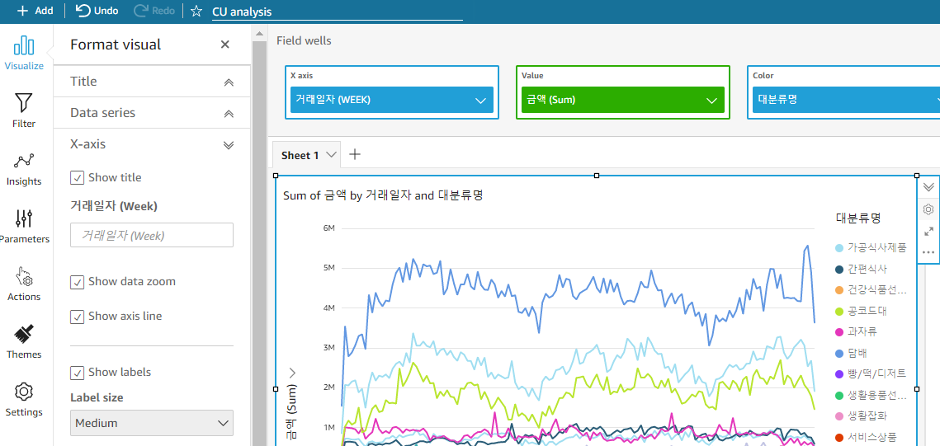 Add Undo Redo CU analysis
Visualize
Filter
Insights
Parameters
Actions
Themes
Settings
Format visual
Title
Data series
X-axis
Show title
거래일자 (Week)
거래일자 (Week)
Show data zoom
Show axis line
Show labels
Label size
Medium
Field wells
X axis
거래일자 (WEEK)
Value
금액 (Sum)
Color
대분류명
Sheet 1
Sum of 금액 by 거래일자 and 대분류명
6M
5M
4M
3M
2M
1M
금액 (Sum)
대분류명
가공식사제품
간편식사
건강식품선...
공코드대
과자류
담배
빵/떡/디저트
생활용품선...
생활잡화
서비스상품